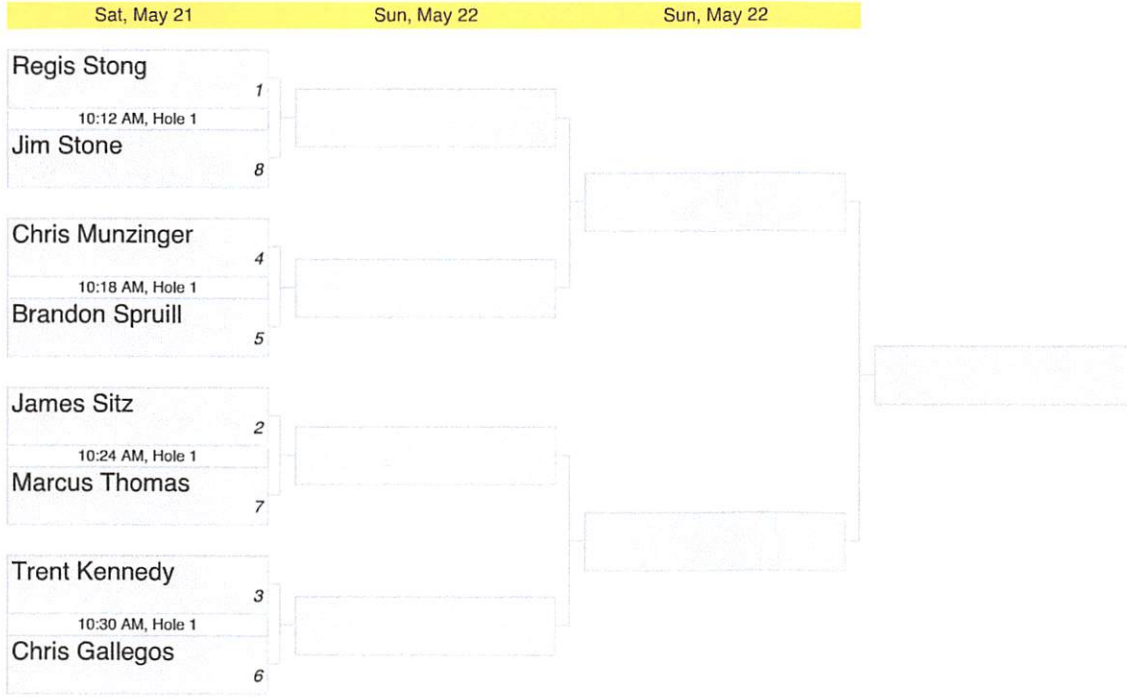 Sat, May 21 Sun, May 22 Sun, May 22
Regis Stong
1
10:12 AM, Hole 1
Jim Stone
8
Chris Munzinger
4
10:18 AM, Hole 1
Brandon Spruill
5
James Sitz
2
10:24 AM, Hole 1
Marcus Thomas
7
Trent Kennedy
3
10:30 AM, Hole 1
Chris Gallegos
6